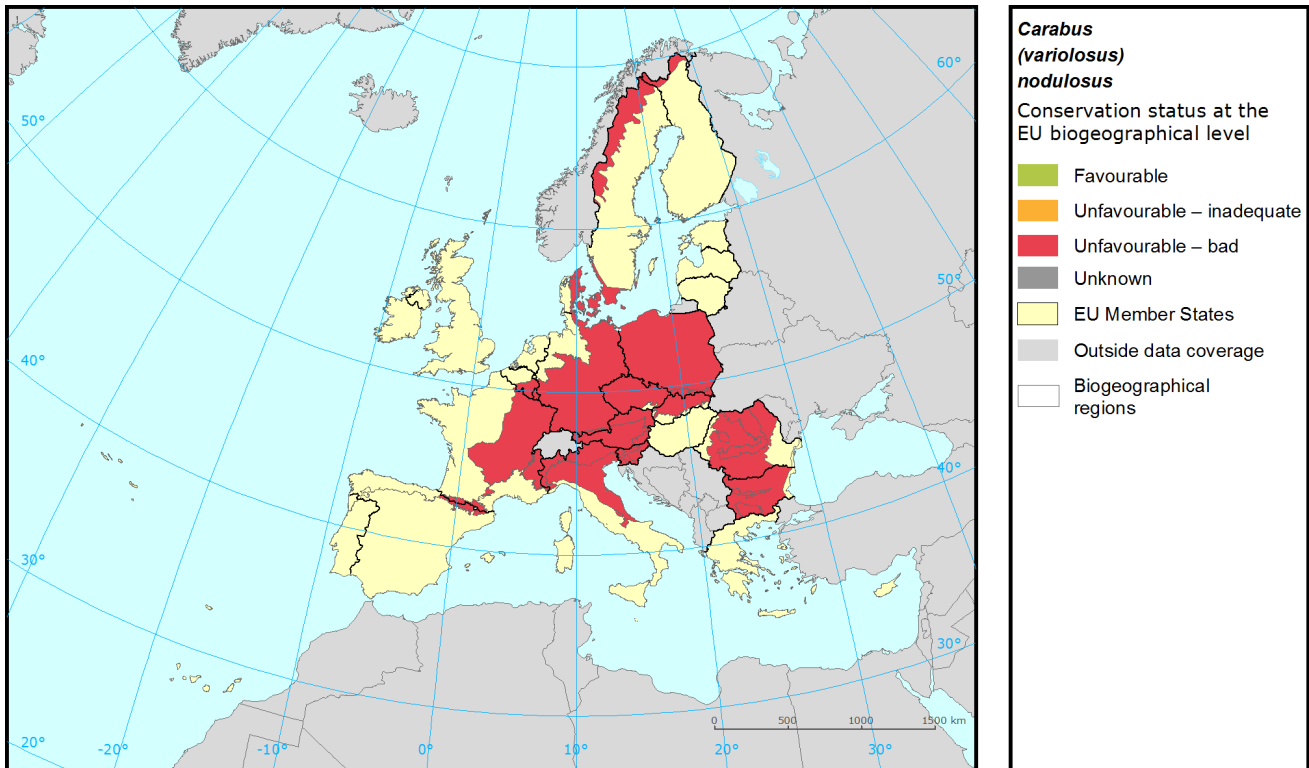 Carabus
(variolosus)
nodulosus
Conservation status at the
EU biogeographical level
Favourable
Unfavourable – inadequate
Unfavourable – bad
Unknown
EU Member States
Outside data coverage
Biogeographical
regions
60°
50°
50°
40°
40°
30°
30°
0 500 1000 1500 km
20° -20° -10° 0° 10° 20° 30°